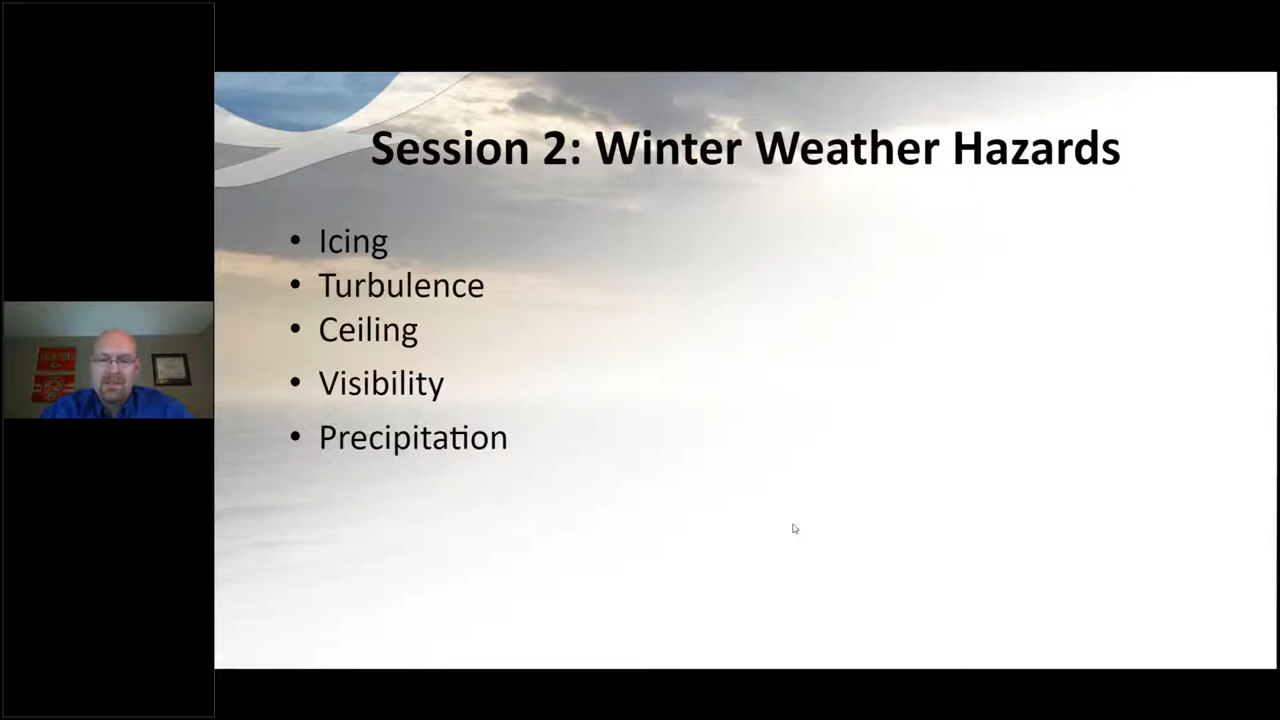 Session 2: Winter Weather Hazards
• Icing
• Turbulence
• Ceiling
• Visibility
• Precipitation